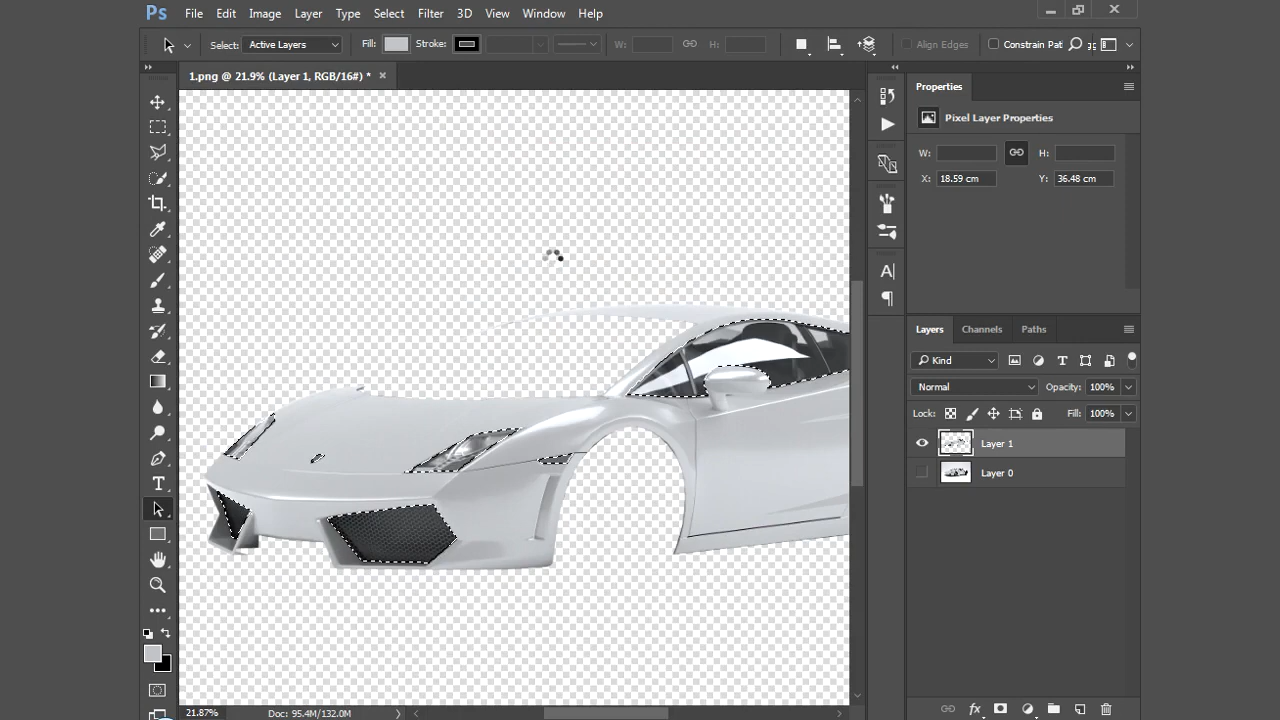 Ps File Edit Image Layer Type Select Filter 3D View Window Help
Select: Active Layers Fill: Stroke: W: H: Align Edges Constrain Pat
1.png @ 21.9% (Layer 1, RGB/16#) * ×
Properties
Pixel Layer Properties
W: H:
X: 18.59 cm Y: 36.48 cm
Layers Channels Paths
Kind
Normal Opacity: 100%
Lock: Fill: 100%
Layer 1
Layer 0
21.87% Doc: 95.4M/132.0M
fx